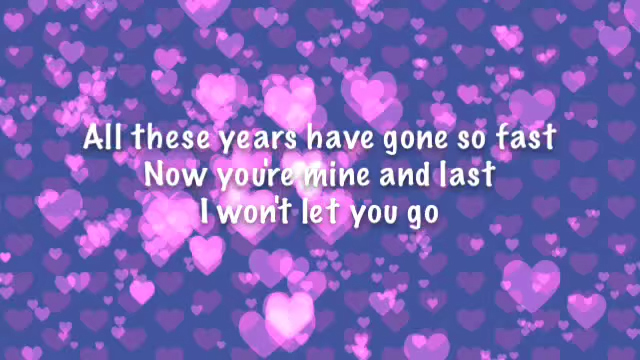 All these years have gone so fast
Now you're mine and last
I won't let you go